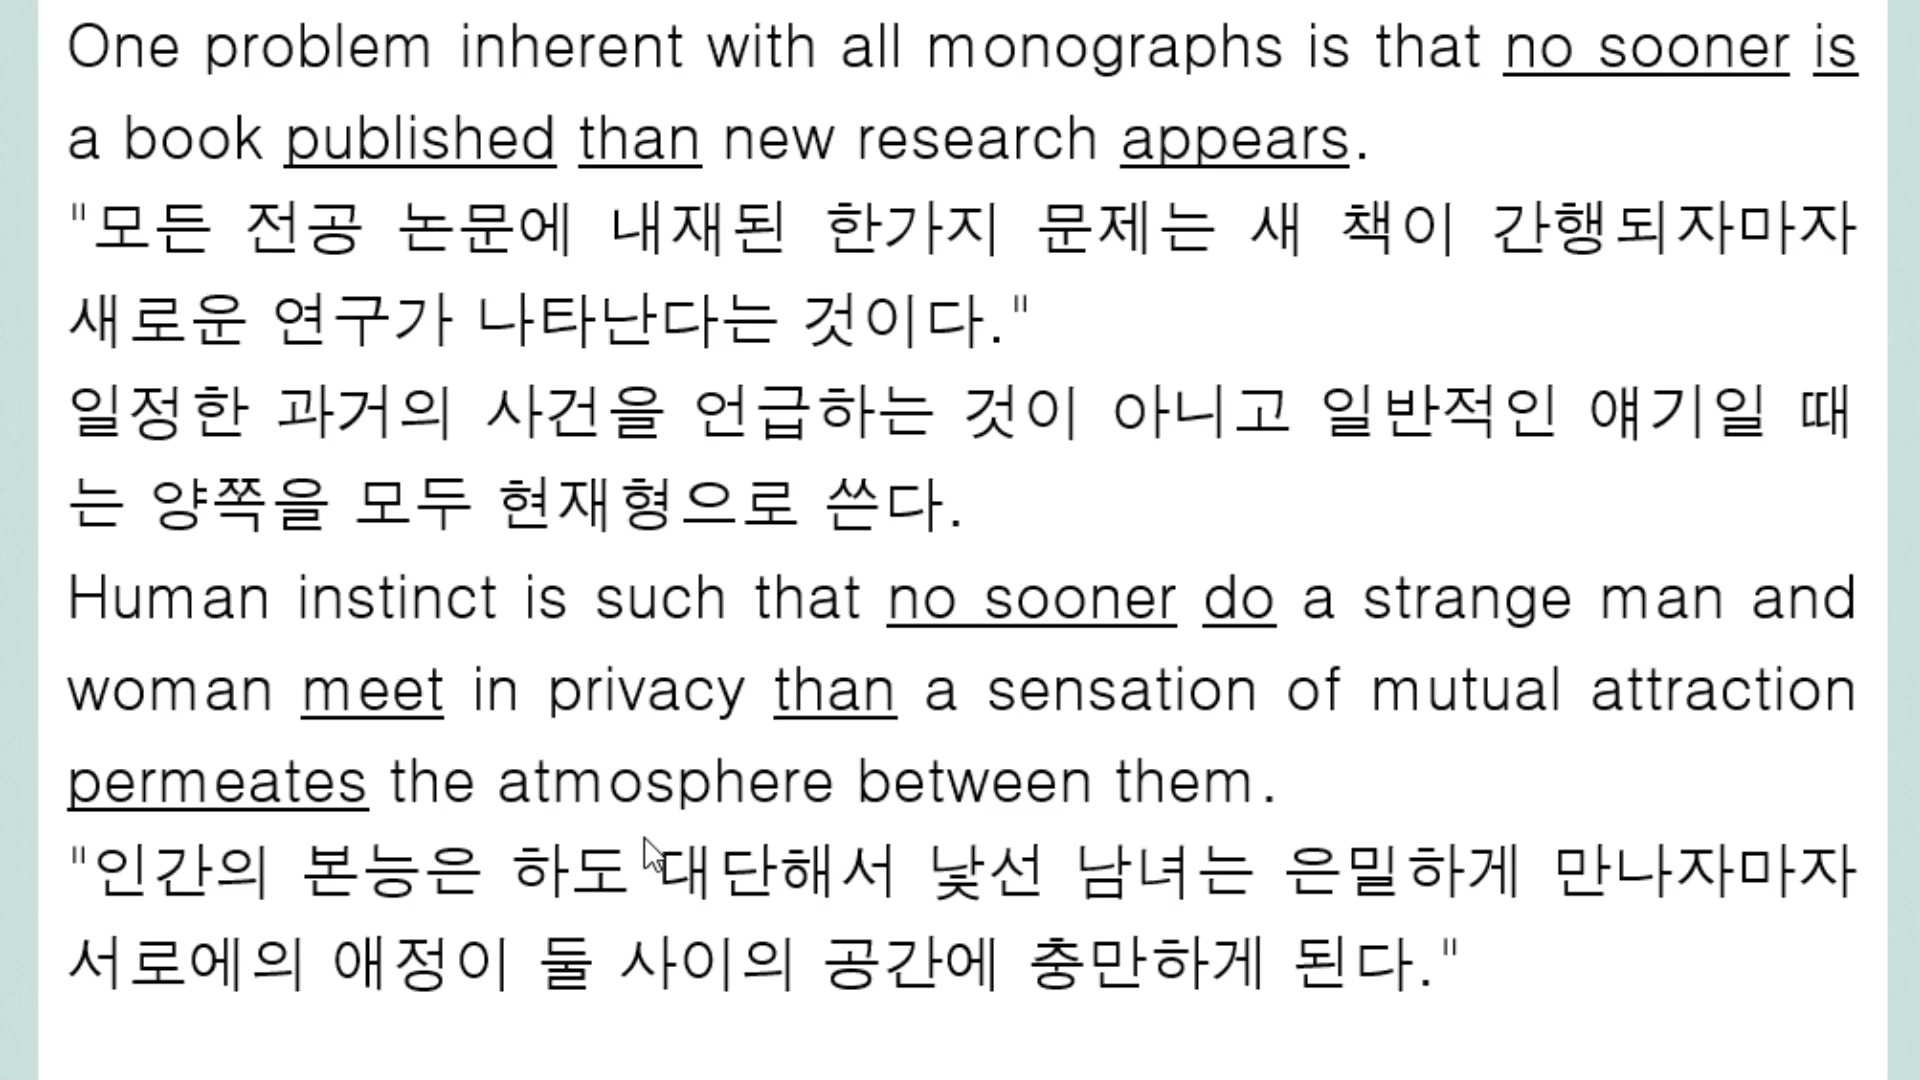 One problem inherent with all monographs is that no sooner is
a book published than new research appears.
"모든 전공 논문에 내재된 한가지 문제는 새 책이 간행되자마자
새로운 연구가 나타난다는 것이다."
일정한 과거의 사건을 언급하는 것이 아니고 일반적인 얘기일 때
는 양쪽을 모두 현재형으로 쓴다.
Human instinct is such that no sooner do a strange man and
woman meet in privacy than a sensation of mutual attraction
permeates the atmosphere between them.
"인간의 본능은 하도 대단해서 낯선 남녀는 은밀하게 만나자마자
서로에의 애정이 둘 사이의 공간에 충만하게 된다."